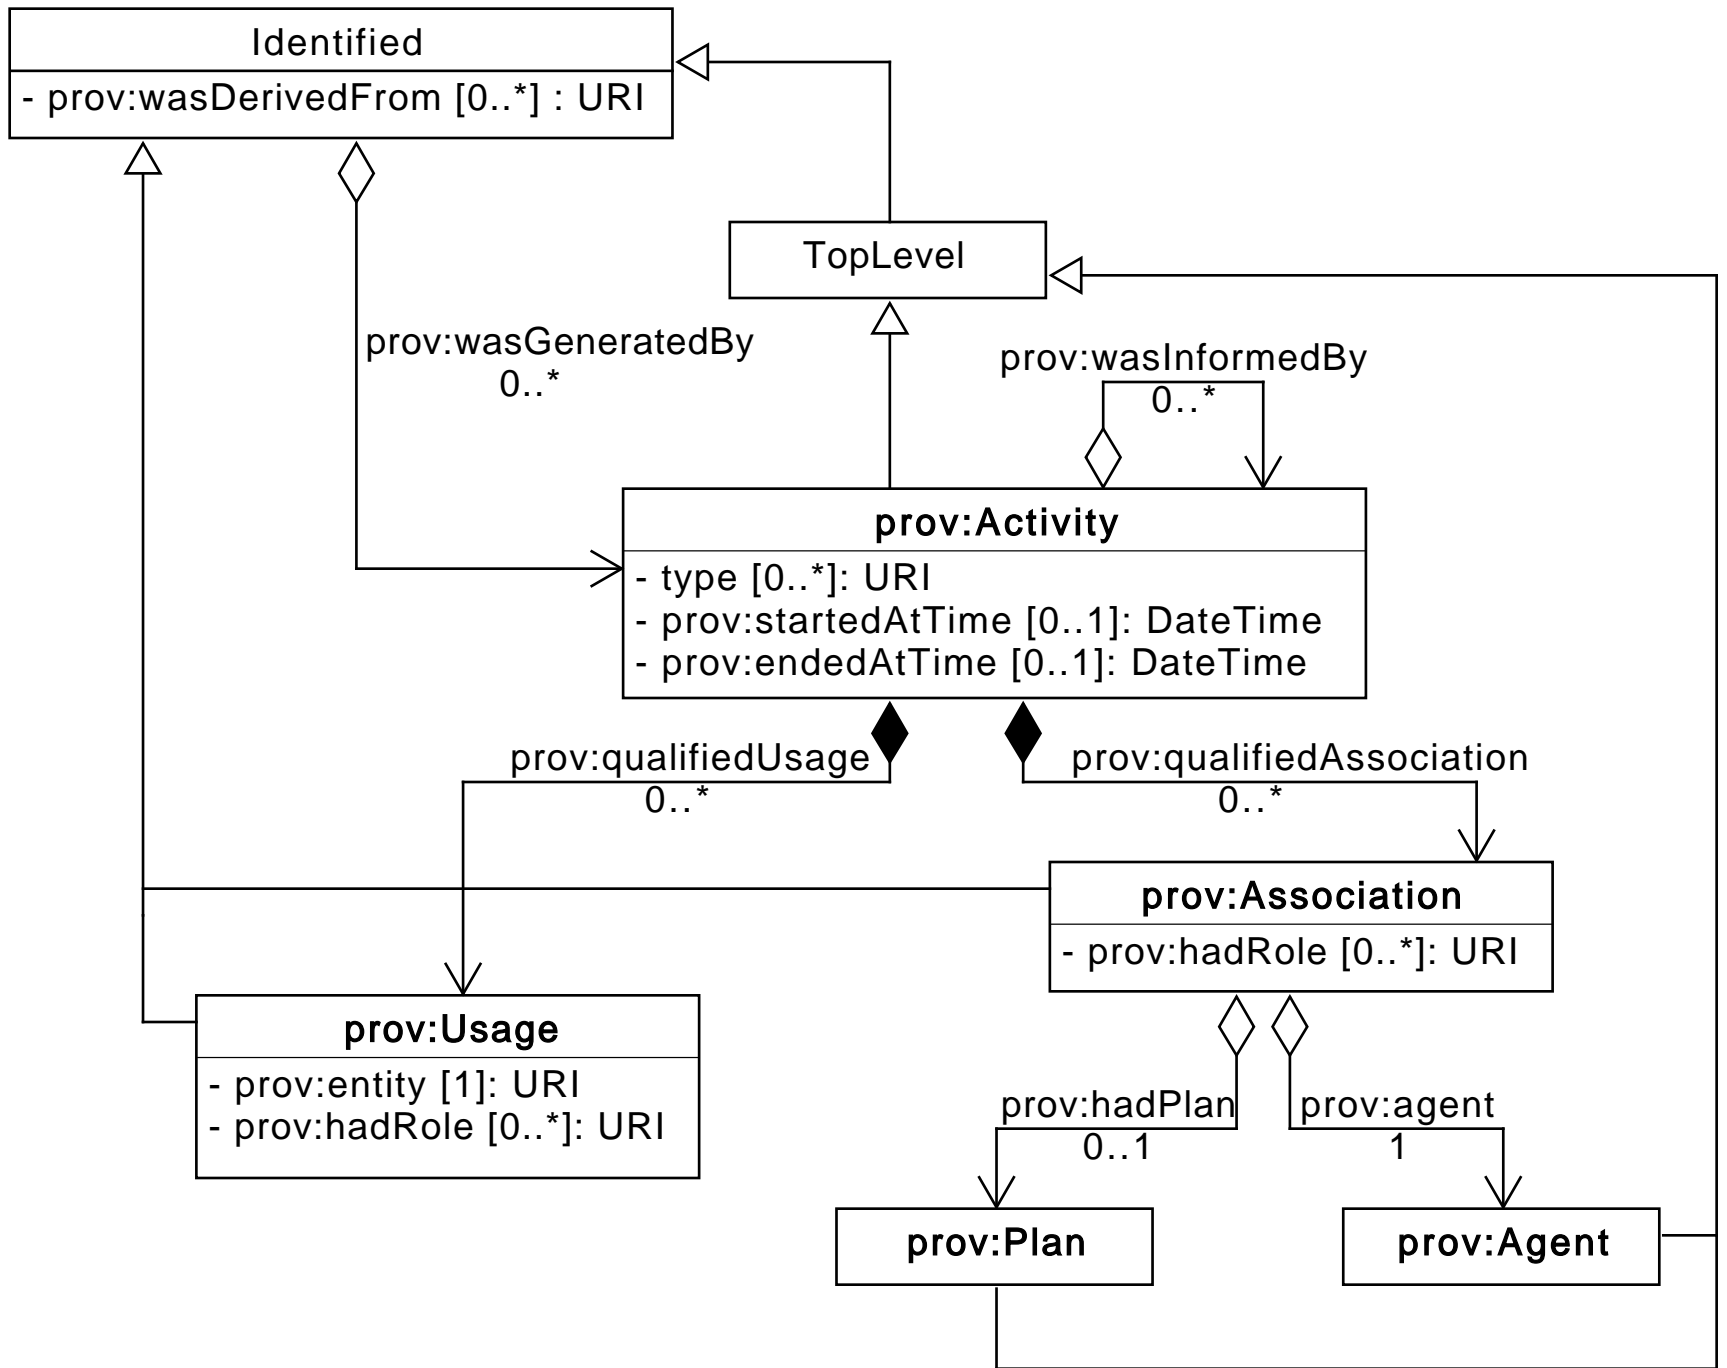 Identified
- prov:wasDerivedFrom [0..*] : URI
TopLevel
prov:wasGeneratedBy
0..*
prov:wasInformedBy
0..*
prov:Activity
- type [0..*]: URI
- prov:startedAtTime [0..1]: DateTime
- prov:endedAtTime [0..1]: DateTime
prov:qualifiedUsage
0..*
prov:qualifiedAssociation
0..*
prov:Association
- prov:hadRole [0..*]: URI
prov:Usage
- prov:entity [1]: URI
- prov:hadRole [0..*]: URI
prov:hadPlan
0..1
prov:agent
1
prov:Plan
prov:Agent